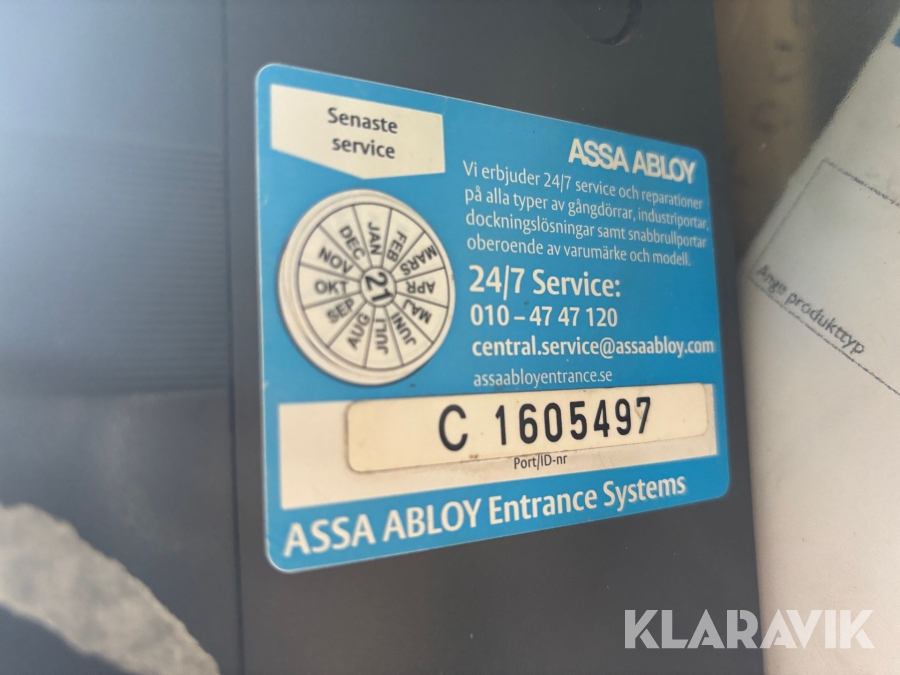 Senaste
service
ASSA ABLOY
Vi erbjuder 24/7 service och reparationer
på alla typer av gångdörrar, industriportar,
dockningslösningar samt snabbrullportar
oberoende av varumärke och modell.
24/7 Service:
010 – 47 47 120
central.service@assaabloy.com
assaabloyentrance.se
JAN
FEB
MARS
APR
MAJ
JUNI
JULI
AUG
SEP
OKT
NOV
DEC
21
C 1605497
Port/ID-nr
ASSA ABLOY Entrance Systems
Ange produkttyp
KLARAVIK